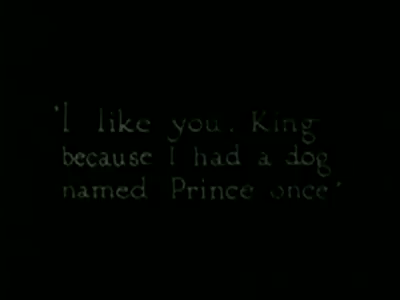 'I like you, King
because I had a dog
named Prince once'